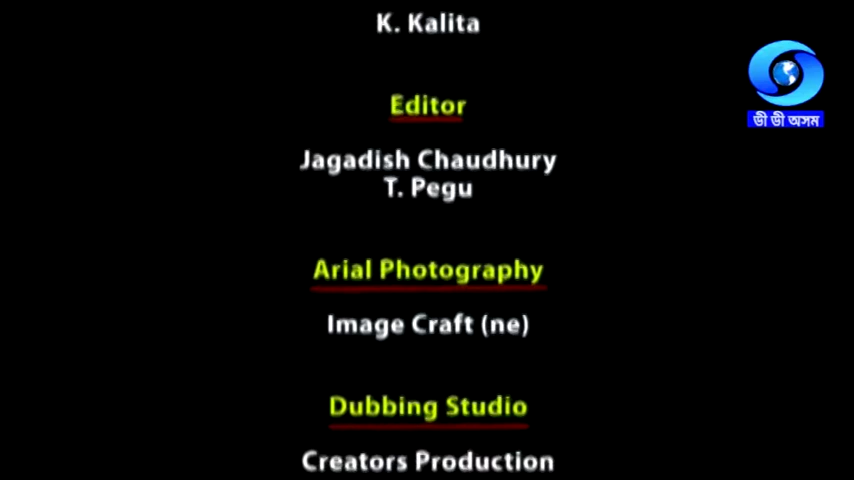 K. Kalita
Editor
Jagadish Chaudhury
T. Pegu
Arial Photography
Image Craft (ne)
Dubbing Studio
Creators Production
ডী ডী অসম